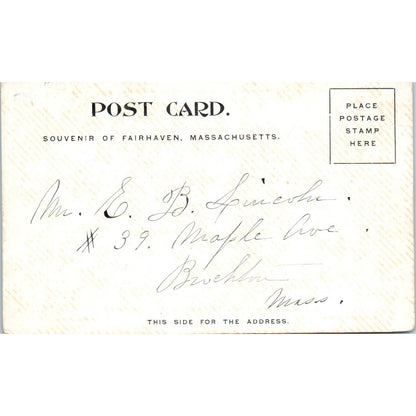 POST CARD.
SOUVENIR OF FAIRHAVEN, MASSACHUSETTS.
PLACE
POSTAGE
STAMP
HERE
Mr. E. B. Lincoln.
# 39. Maple Ave.
Brockton
Mass.
THIS SIDE FOR THE ADDRESS.